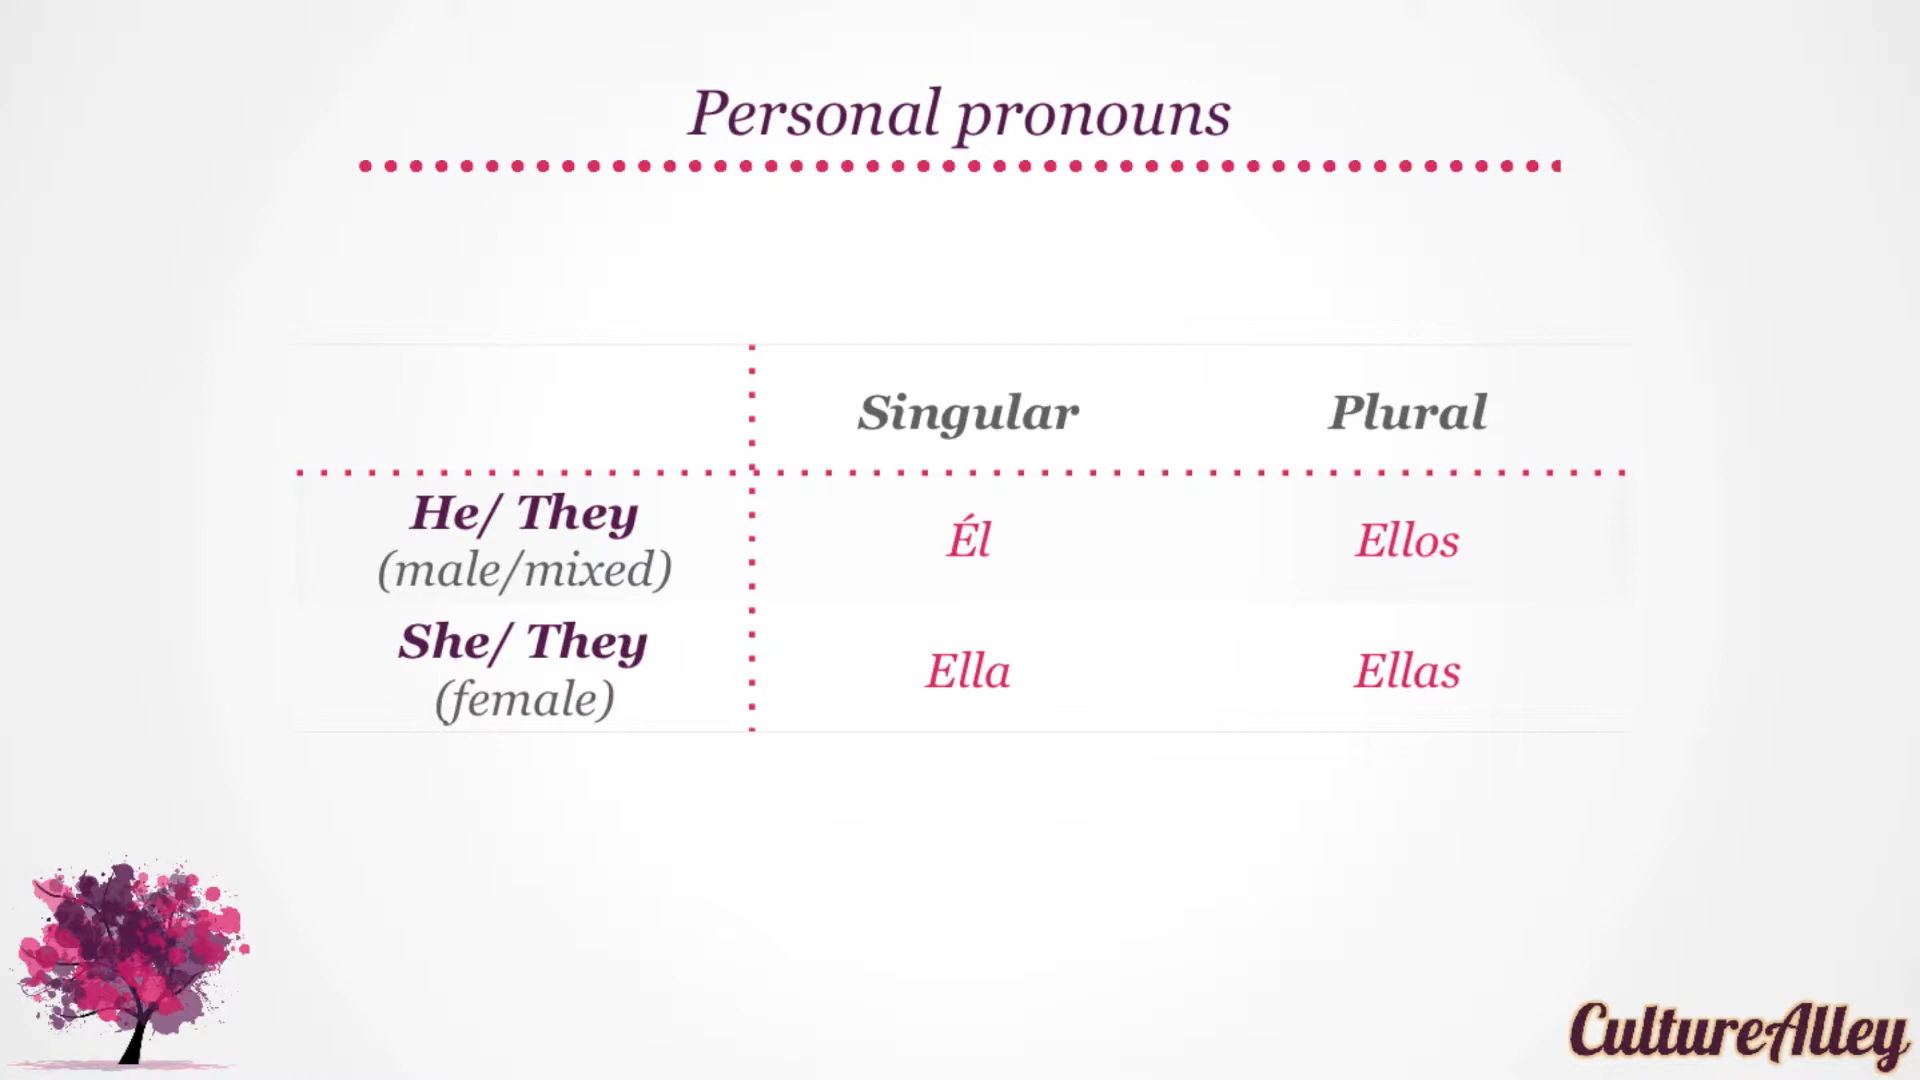 Personal pronouns
Singular Plural
He/ They
(male/mixed)
Él Ellos
She/ They
(female)
Ella Ellas
CultureAlley